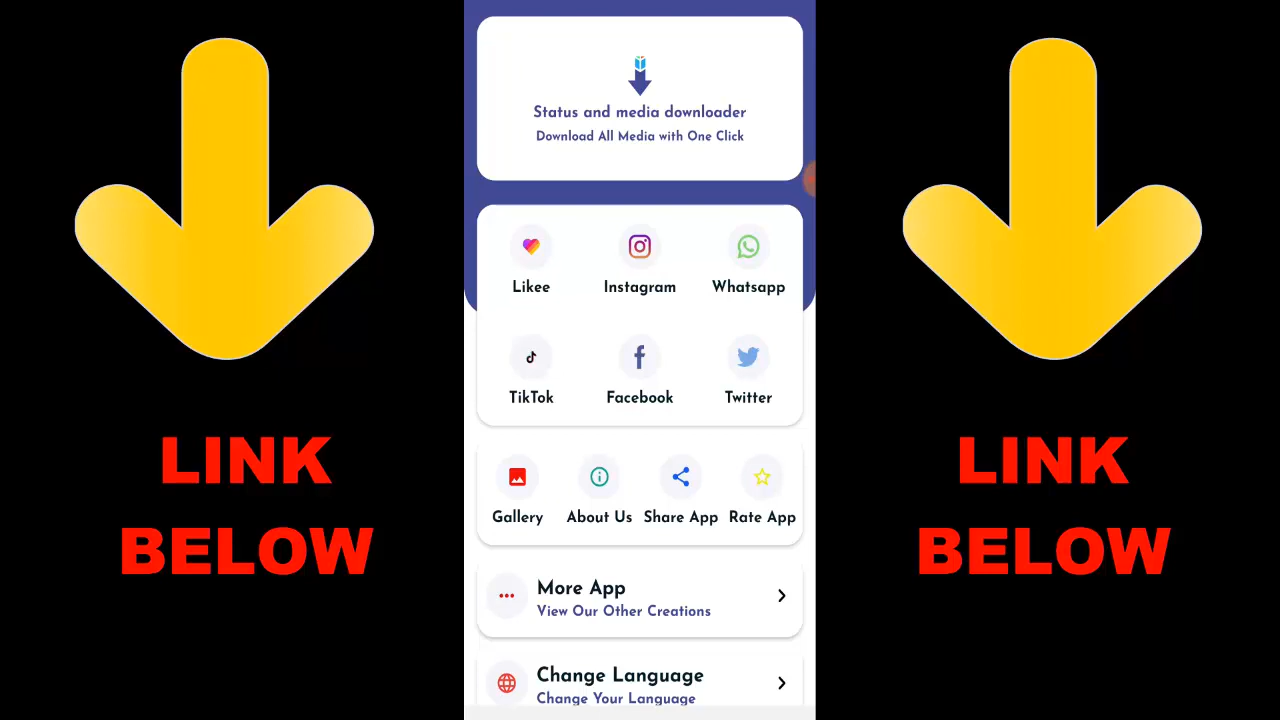 Status and media downloader
Download All Media with One Click
Likee Instagram Whatsapp
TikTok Facebook Twitter
Gallery About Us Share App Rate App
More App
View Our Other Creations
Change Language
Change Your Language
LINK
BELOW
LINK
BELOW